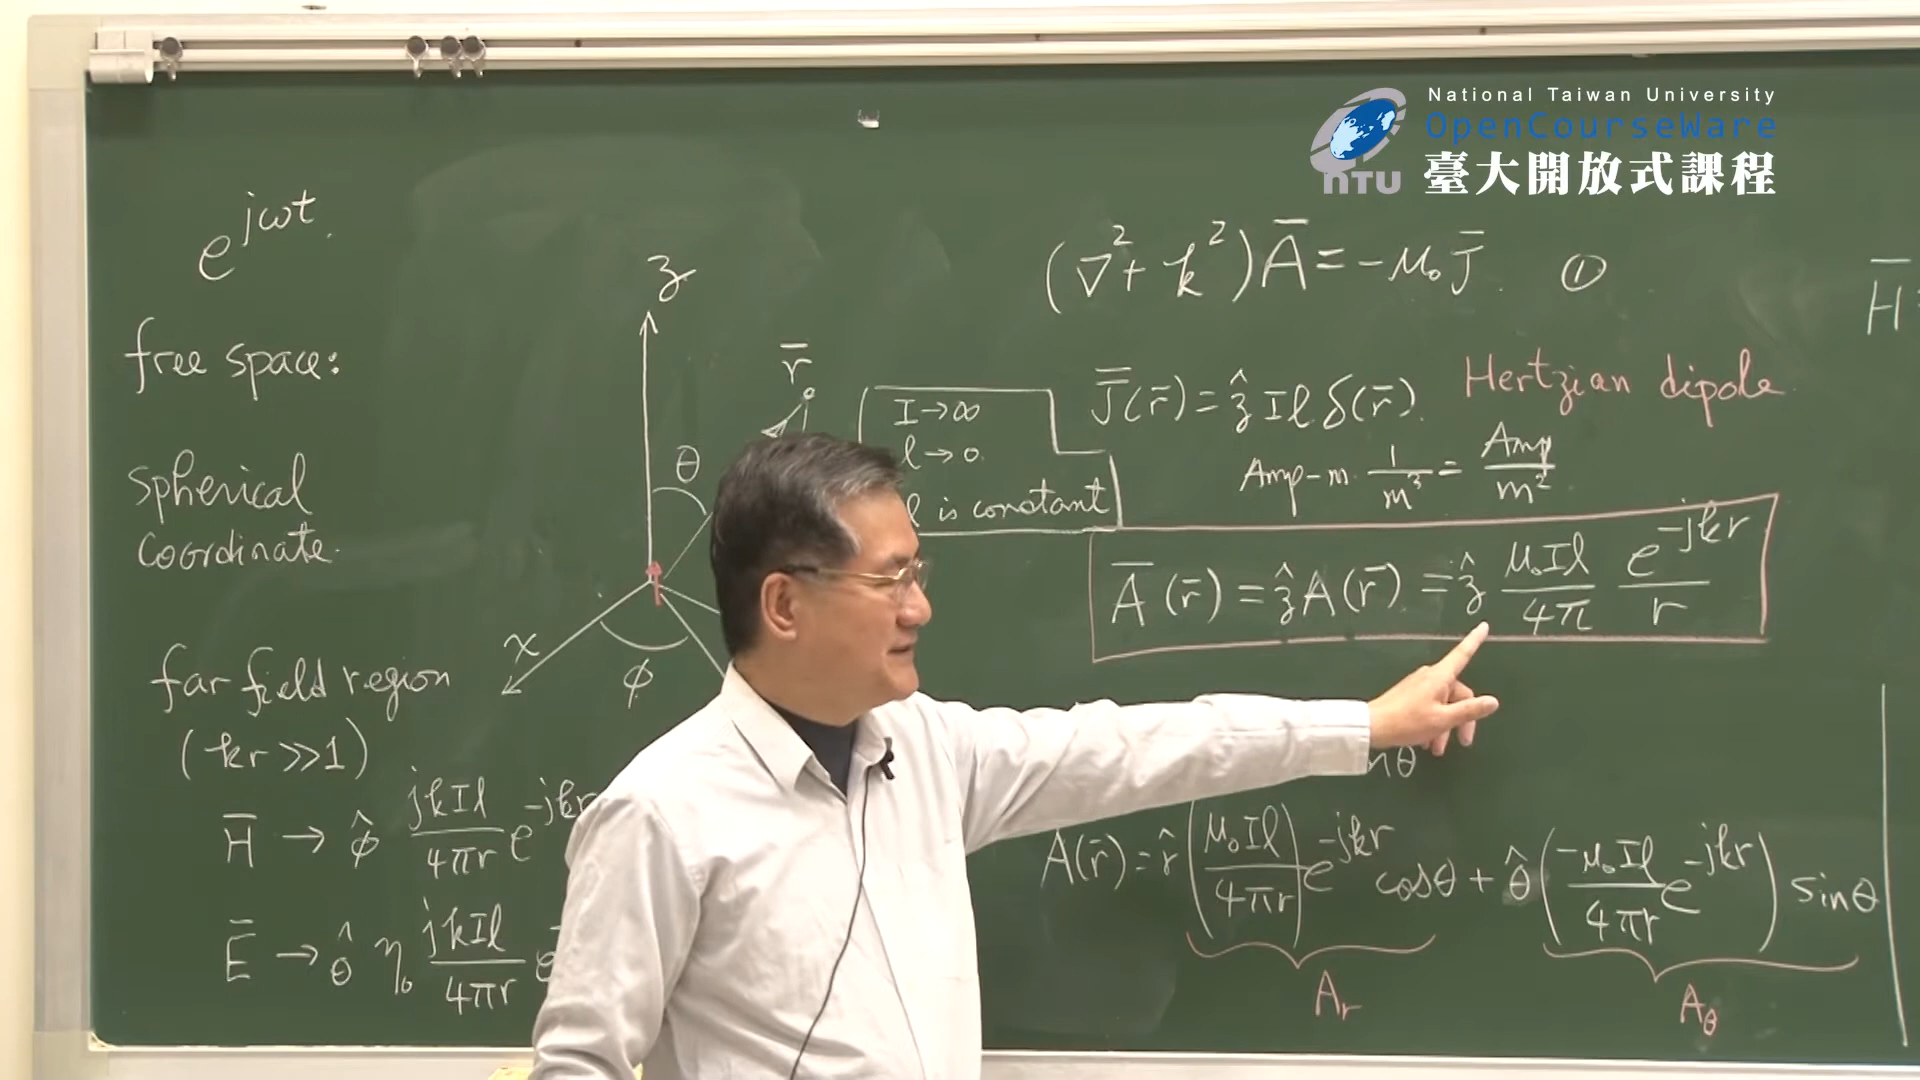 National Taiwan University
OpenCourseWare
臺大開放式課程
NTU
e^{jωt}.
free space:
spherical
coordinate.
far field region
(kr >> 1)
H̄ → φ̂ jkIl/4πr e^{-jkr}
Ē → θ̂ η₀ jkIl/4πr e
z
r̄
θ
x
φ
I → ∞
l → 0
l is constant
(∇² + k²)Ā = -μ₀J̄. ①
J̄(r̄) = ẑ Il δ(r̄). Hertzian dipole
Amp-m · 1/m³ = Amp/m²
Ā(r̄) = ẑA(r̄) = ẑ μ₀Il/4π e^{-jkr}/r
nθ
A(r̄) = r̂(μ₀Il/4πr)e^{-jkr} cosθ + θ̂(-μ₀Il/4πr e^{-jkr}) sinθ
A_r
A_θ
H̄